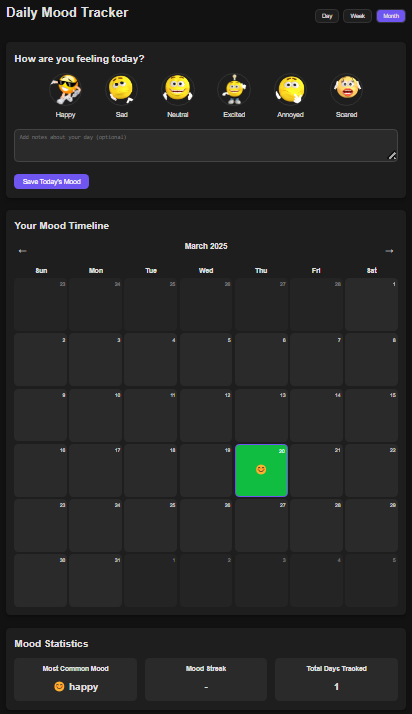 Daily Mood Tracker
Day Week Month
How are you feeling today?
Happy Sad Neutral Excited Annoyed Scared
Add notes about your day (optional)
Save Today's Mood
Your Mood Timeline
← March 2025 →
Sun Mon Tue Wed Thu Fri Sat
23 24 25 26 27 28 1
2 3 4 5 6 7 8
9 10 11 12 13 14 15
16 17 18 19 20 21 22
23 24 25 26 27 28 29
30 31 1 2 3 4 5
Mood Statistics
Most Common Mood Mood Streak Total Days Tracked
😊 happy - 1